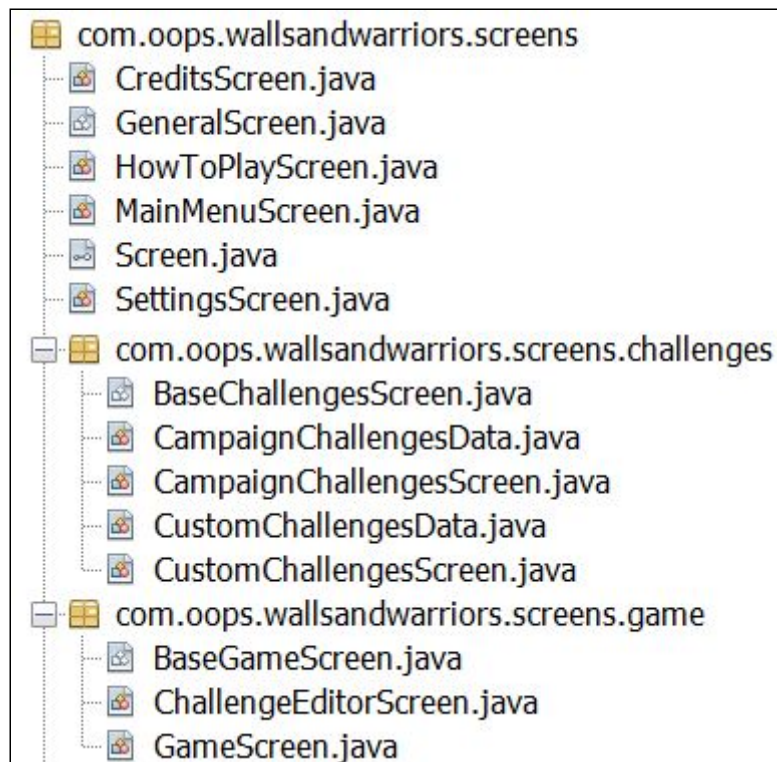 com.oops.wallsandwarriors.screens
CreditsScreen.java
GeneralScreen.java
HowToPlayScreen.java
MainMenuScreen.java
Screen.java
SettingsScreen.java
com.oops.wallsandwarriors.screens.challenges
BaseChallengesScreen.java
CampaignChallengesData.java
CampaignChallengesScreen.java
CustomChallengesData.java
CustomChallengesScreen.java
com.oops.wallsandwarriors.screens.game
BaseGameScreen.java
ChallengeEditorScreen.java
GameScreen.java